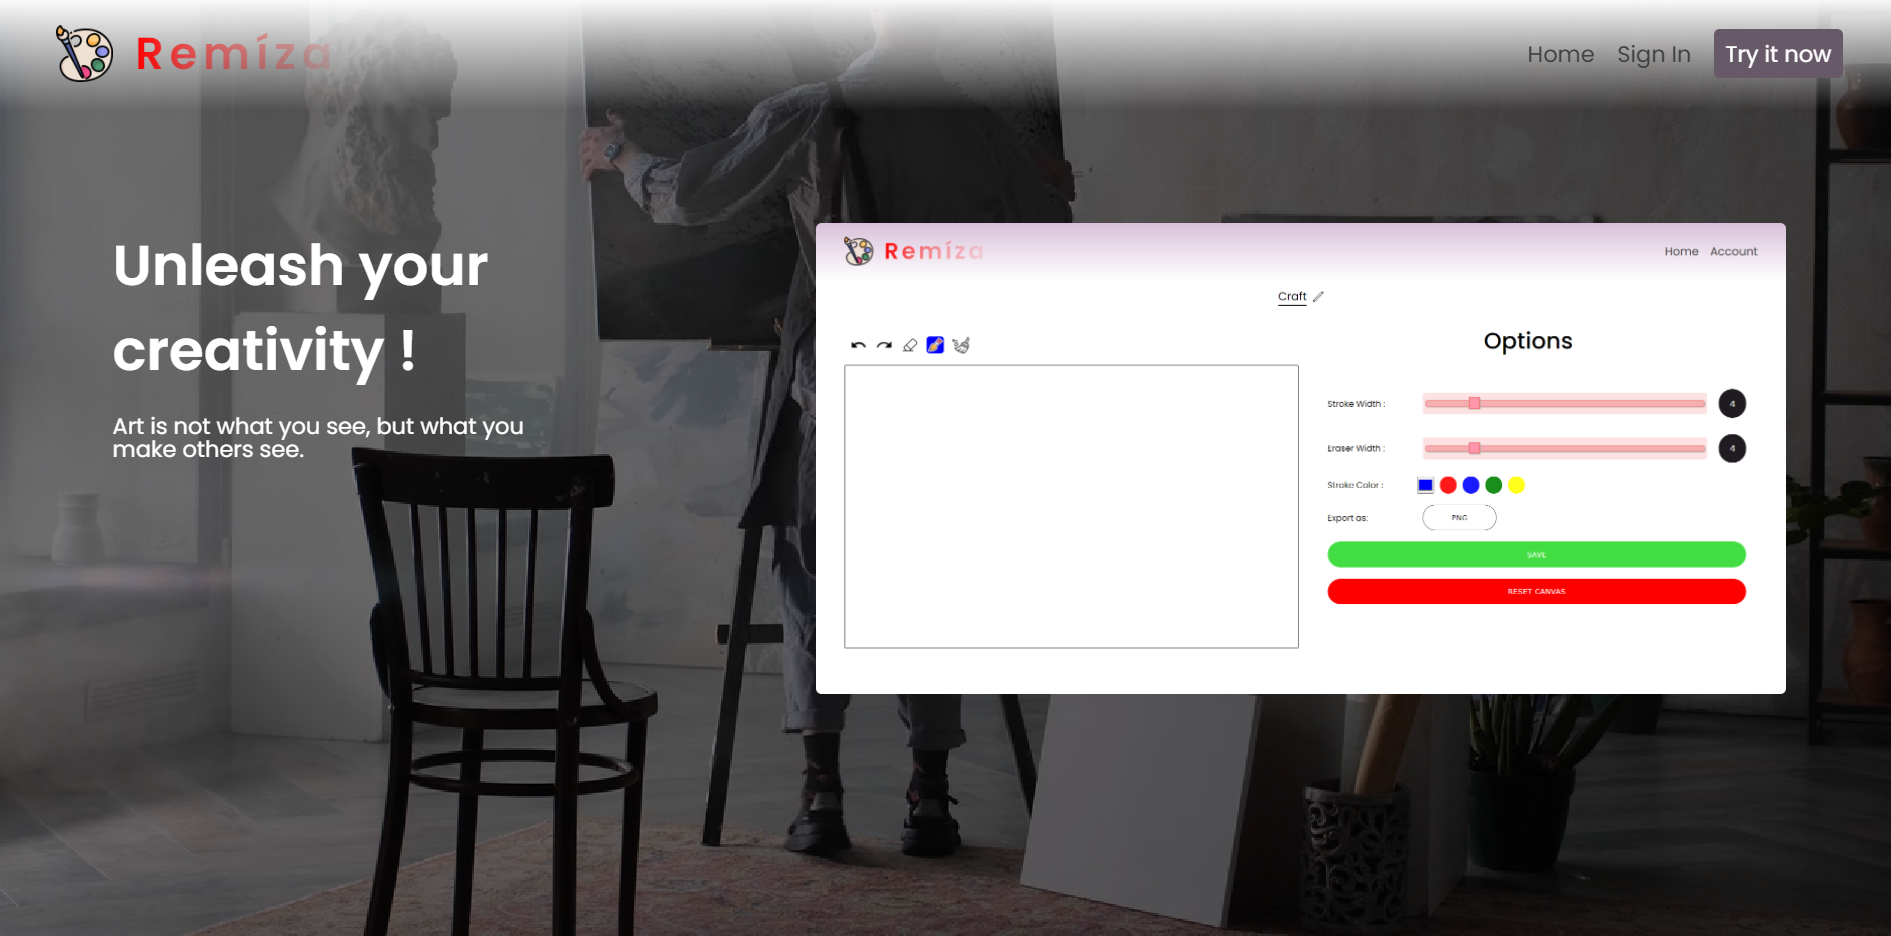 Remíza
Home Sign In Try it now
Unleash your
creativity !
Art is not what you see, but what you
make others see.
Remíza
Home Account
Craft
Options
Stroke Width : 4
Eraser Width : 4
Stroke Color :
Export as: PNG
SAVE
RESET CANVAS